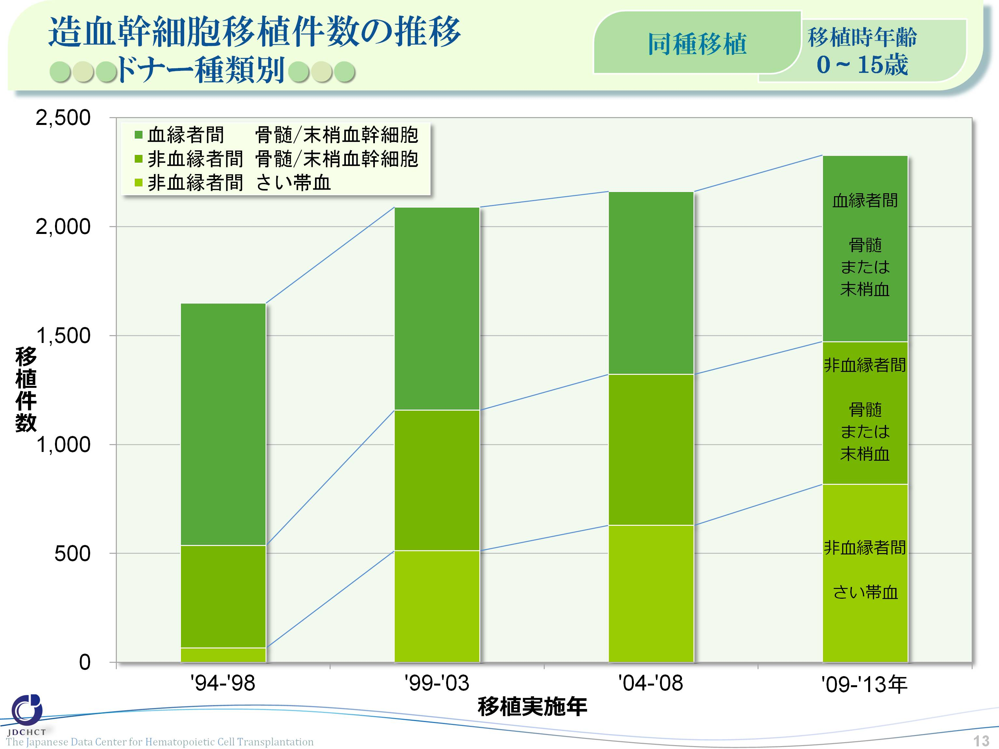 造血幹細胞移植件数の推移
ドナー種類別
同種移植
移植時年齢
0 ~ 15歳
2,500
2,000
1,500
1,000
500
0
移植件数
血縁者間 骨髄/末梢血幹細胞
非血縁者間 骨髄/末梢血幹細胞
非血縁者間 さい帯血
血縁者間
骨髄
または
末梢血
非血縁者間
骨髄
または
末梢血
非血縁者間
さい帯血
'94-'98
'99-'03
'04-'08
'09-'13年
移植実施年
JDCHCT
The Japanese Data Center for Hematopoietic Cell Transplantation
13